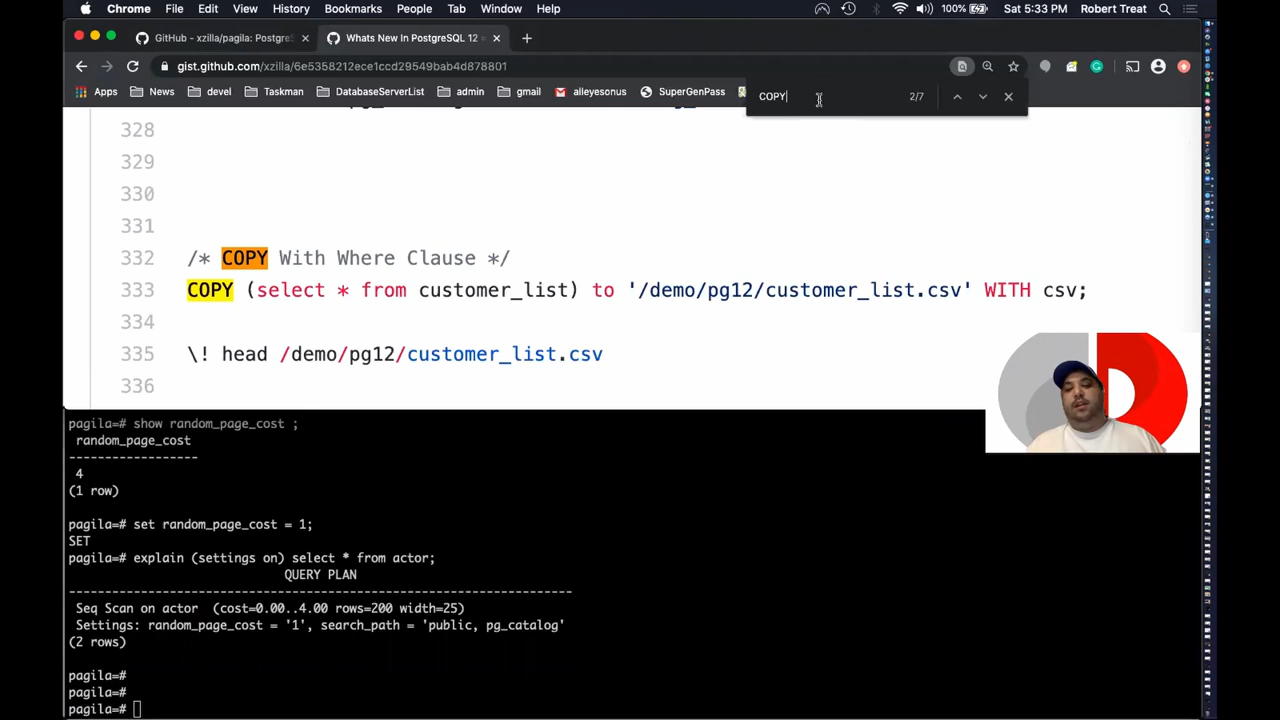 Chrome File Edit View History Bookmarks People Tab Window Help 100% Sat 5:33 PM Robert Treat
GitHub - xzilla/pagila: PostgreS × Whats New In PostgreSQL 12 = × +
gist.github.com/xzilla/6e5358212ece1ccd29549bab4d878801
Apps News devel Taskman DatabaseServerList admin gmail alleyesonus SuperGenPass
COPY 2/7
328
329
330
331
332 /* COPY With Where Clause */
333 COPY (select * from customer_list) to '/demo/pg12/customer_list.csv' WITH csv;
334
335 \! head /demo/pg12/customer_list.csv
336
pagila=# show random_page_cost ;
random_page_cost
------------------
4
(1 row)
pagila=# set random_page_cost = 1;
SET
pagila=# explain (settings on) select * from actor;
QUERY PLAN
----------------------------------------------------------------------
Seq Scan on actor (cost=0.00..4.00 rows=200 width=25)
Settings: random_page_cost = '1', search_path = 'public, pg_catalog'
(2 rows)
pagila=#
pagila=#
pagila=#